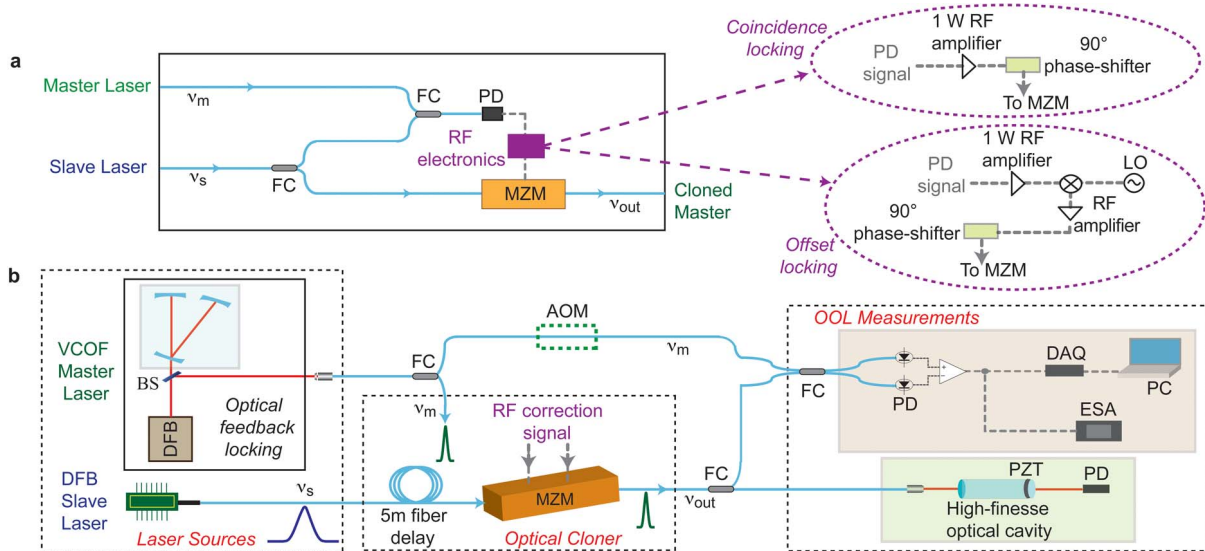 a
Master Laser
νm
FC
PD
RF
electronics
Slave Laser
νs
FC
MZM
νout
Cloned
Master
Coincidence
locking
1 W RF
amplifier
90°
phase-shifter
PD
signal
To MZM
1 W RF
amplifier
LO
PD
signal
RF
amplifier
90°
phase-shifter
Offset
locking
To MZM
b
VCOF
Master
Laser
BS
DFB
Optical
feedback
locking
DFB
Slave
Laser
νs
Laser Sources
FC
AOM
νm
νm
RF correction
signal
5m fiber
delay
MZM
Optical Cloner
νout
FC
FC
OOL Measurements
PD
DAQ
PC
ESA
PZT
PD
High-finesse
optical cavity